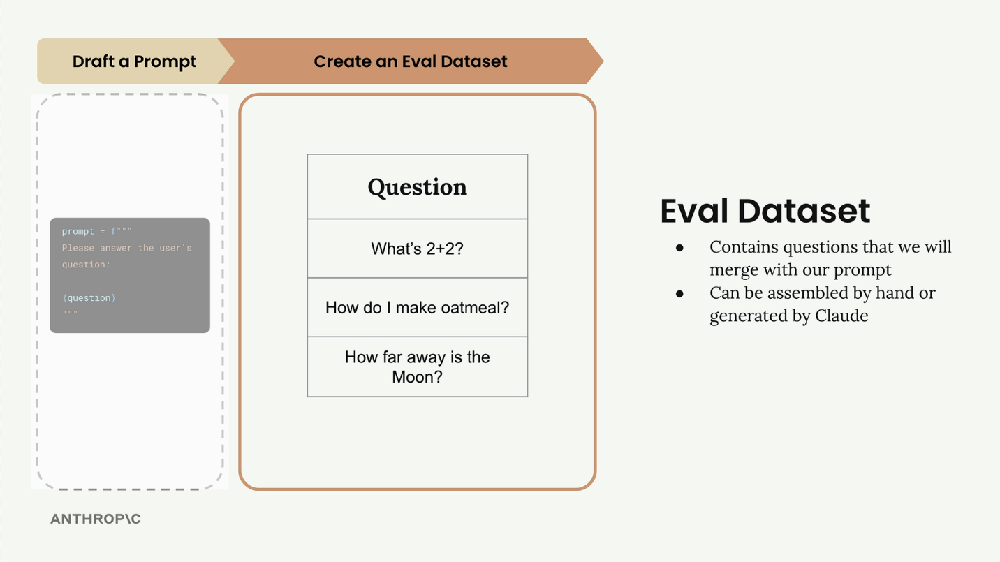 Draft a Prompt
Create an Eval Dataset
prompt = f"""
Please answer the user's
question:
{question}
"""
Question
What’s 2+2?
How do I make oatmeal?
How far away is the
Moon?
Eval Dataset
● Contains questions that we will
merge with our prompt
● Can be assembled by hand or
generated by Claude
ANTHROP\C